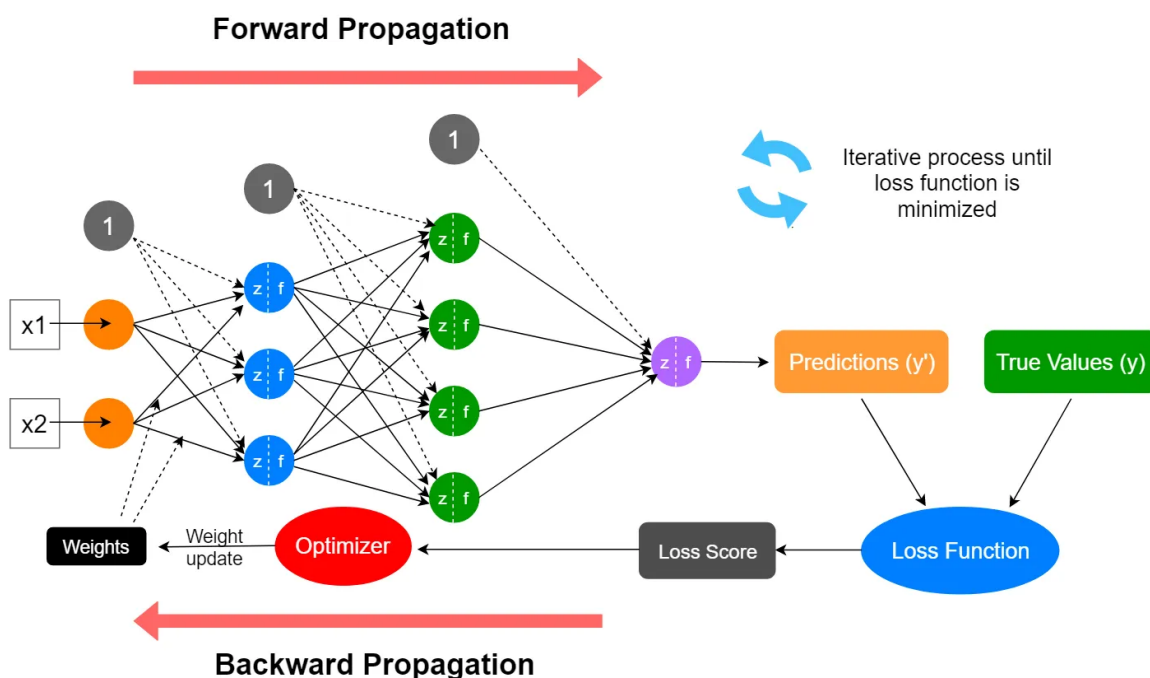 Forward Propagation
1
1
1
Iterative process until
loss function is
minimized
z f
z f
x1
z f
z f
z f
Predictions (y')
True Values (y)
x2
z f
z f
z f
Weights
Weight
update
Optimizer
Loss Score
Loss Function
Backward Propagation